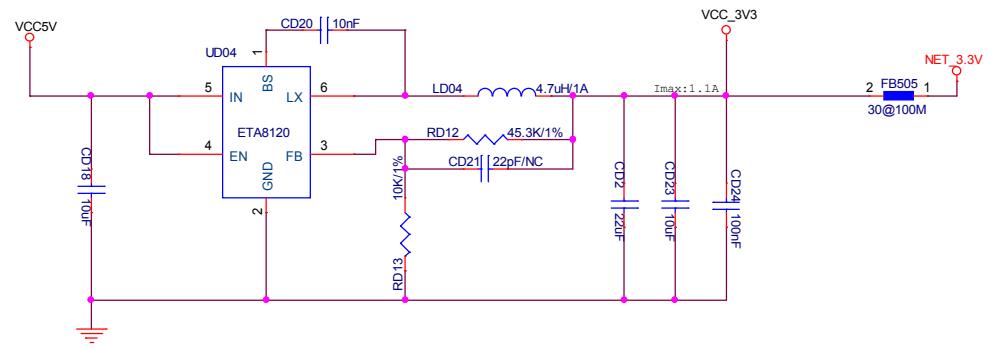 VCC5V
CD20
10nF
VCC_3V3
NET_3.3V
UD04
1
BS
5
IN
LX
6
LD04
4.7uH/1A
Imax:1.1A
2
FB505
1
30@100M
ETA8120
RD12
45.3K/1%
4
EN
FB
3
CD21
22pF/NC
10K/1%
RD13
GND
2
CD18
10uF
CD2
22uF
CD23
10uF
CD24
100nF